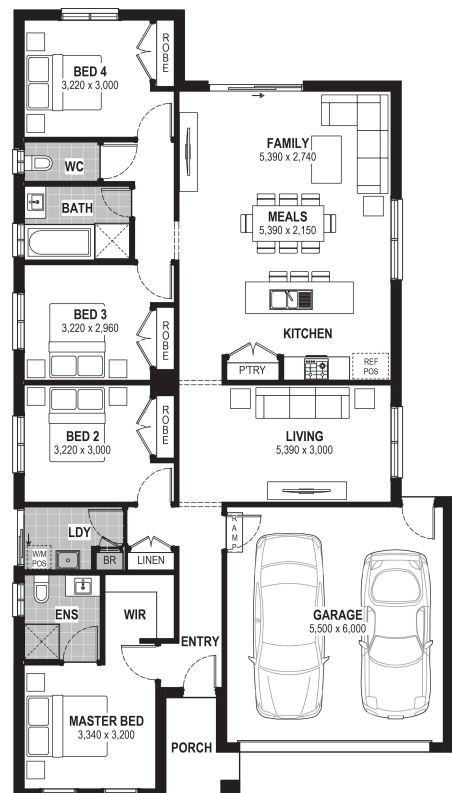 BED 4
3,220 x 3,000
ROBE
WC
BATH
FAMILY
5,390 x 2,740
MEALS
5,390 x 2,150
BED 3
3,220 x 2,960
ROBE
KITCHEN
P'TRY
REF
POS
BED 2
3,220 x 3,000
ROBE
LIVING
5,390 x 3,000
LDY
W/M
POS
BR
LINEN
RAMP
ENS
WIR
ENTRY
GARAGE
5,500 x 6,000
MASTER BED
3,340 x 3,200
PORCH